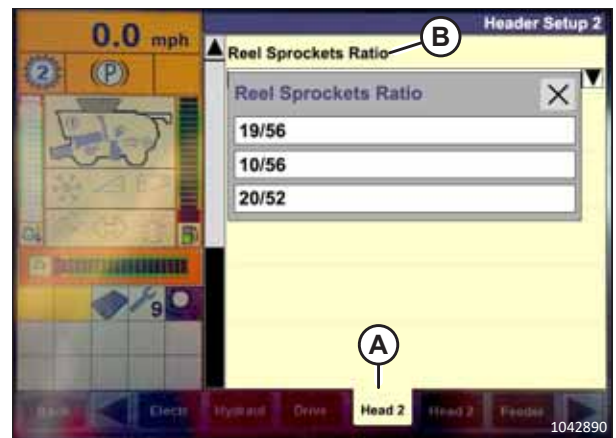 Header Setup 2
0.0 mph
B
Reel Sprockets Ratio
2
P
Reel Sprockets Ratio
19/56
10/56
20/52
9
A
Back
Electr
Hydraul
Drive
Head 2
Head 2
Feeder
1042890